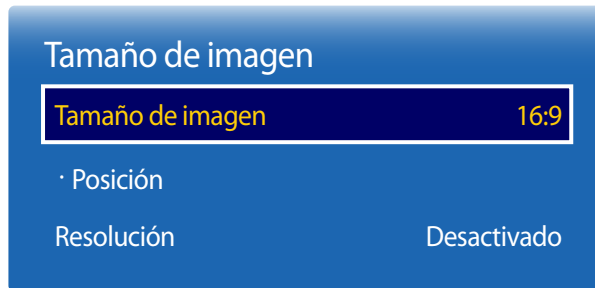 Tamaño de imagen
Tamaño de imagen 16:9
· Posición
Resolución Desactivado